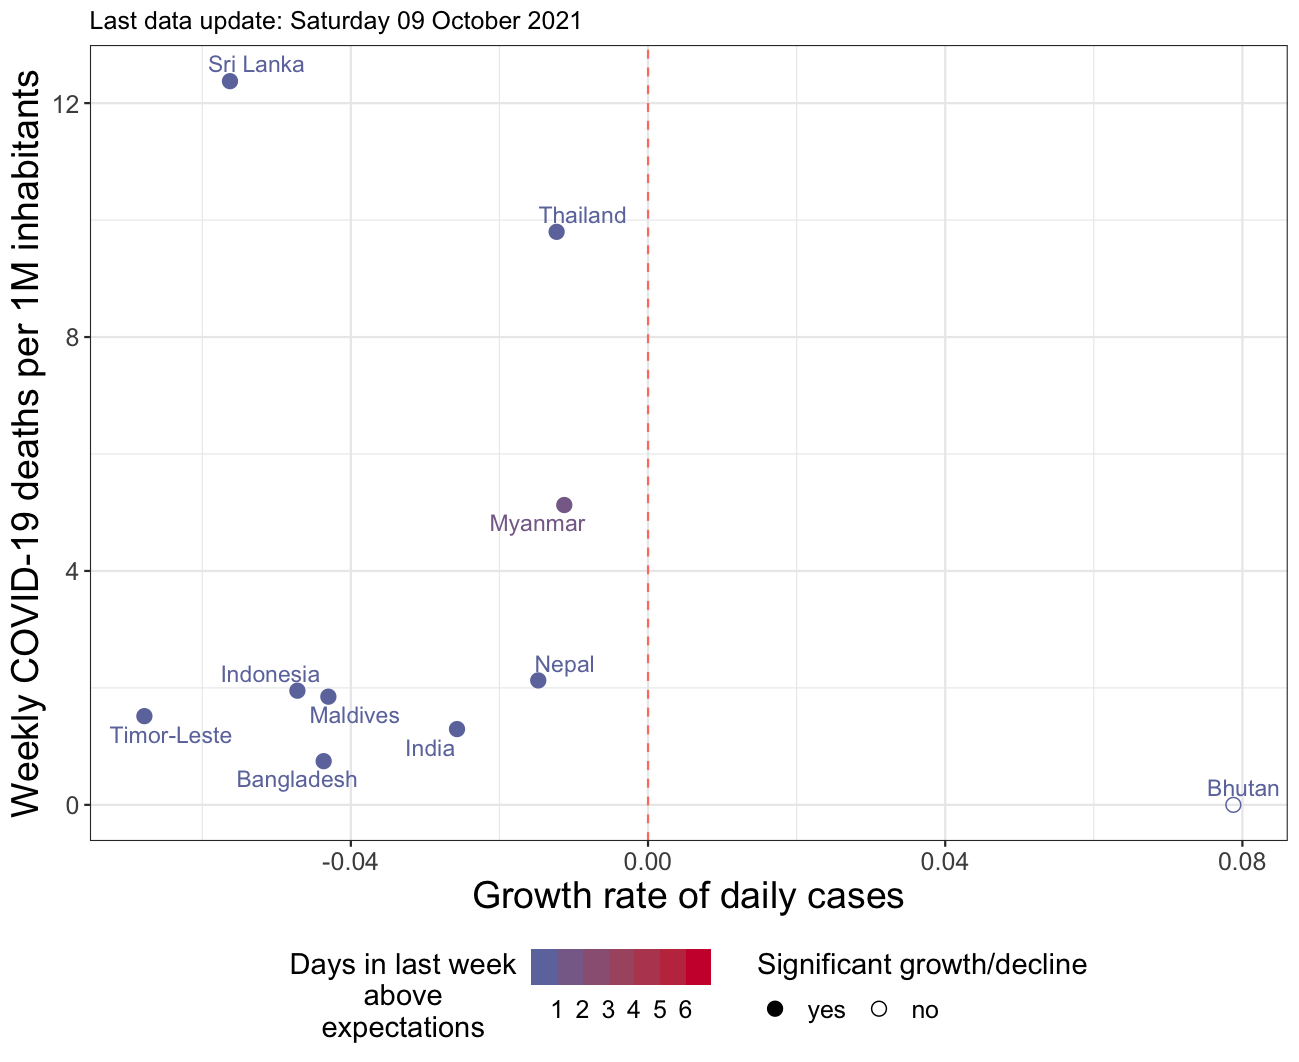 Last data update: Saturday 09 October 2021
Weekly COVID-19 deaths per 1M inhabitants
12
8
4
0
Sri Lanka
Thailand
Myanmar
Nepal
Indonesia
Maldives
Timor-Leste
India
Bangladesh
Bhutan
-0.04 0.00 0.04 0.08
Growth rate of daily cases
Days in last week
above
expectations
1 2 3 4 5 6
Significant growth/decline
yes no